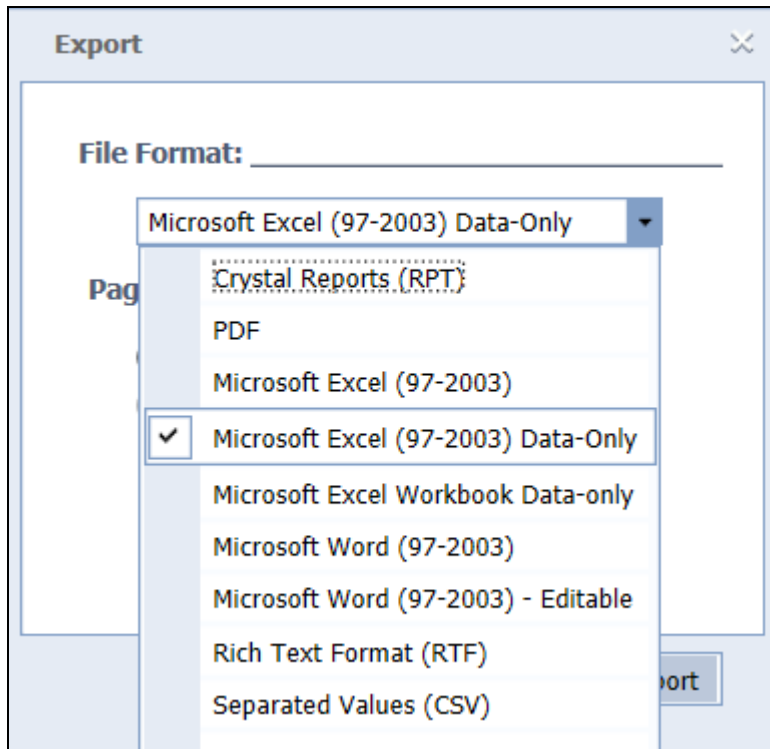 Export
File Format:
Microsoft Excel (97-2003) Data-Only
Crystal Reports (RPT)
Pag
PDF
Microsoft Excel (97-2003)
Microsoft Excel (97-2003) Data-Only
Microsoft Excel Workbook Data-only
Microsoft Word (97-2003)
Microsoft Word (97-2003) - Editable
Rich Text Format (RTF)
port
Separated Values (CSV)